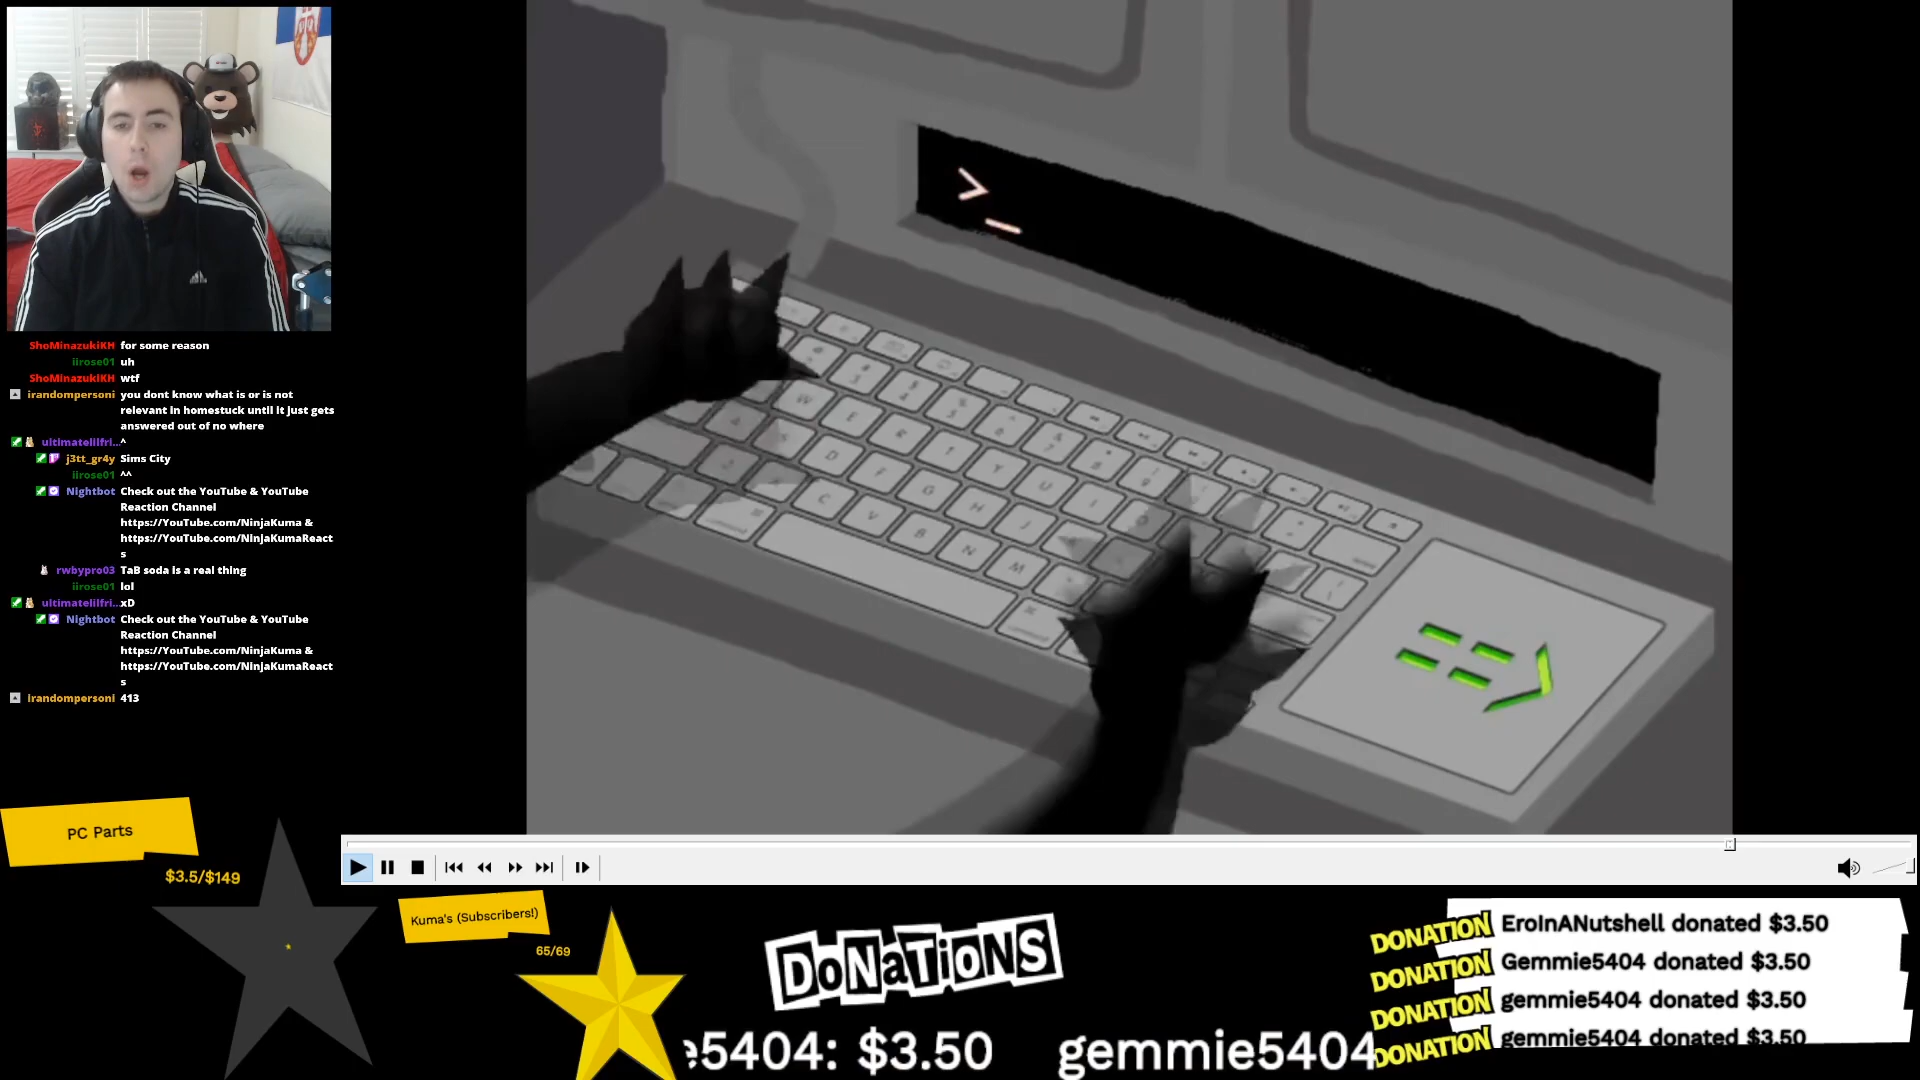 ShoMinazukiKH for some reason
iirose01 uh
ShoMinazukiKH wtf
irandompersoni you dont know what is or is not
relevant in homestuck until it just gets
answered out of no where
ultimatelilfri... ^
j3tt_gr4y Sims City
iirose01 ^^
Nightbot Check out the YouTube & YouTube
Reaction Channel
https://YouTube.com/NinjaKuma &
https://YouTube.com/NinjaKumaReact
s
rwbypro03 TaB soda is a real thing
iirose01 lol
ultimatelilfri... xD
Nightbot Check out the YouTube & YouTube
Reaction Channel
https://YouTube.com/NinjaKuma &
https://YouTube.com/NinjaKumaReact
s
irandompersoni 413
>_
W E R T Y U I
D F G H J
C V B N M
==>
PC Parts
$3.5/$149
Kuma's (Subscribers!)
65/69
DoNaTiONS
e5404: $3.50 gemmie5404
DONATION EroInANutshell donated $3.50
DONATION Gemmie5404 donated $3.50
DONATION gemmie5404 donated $3.50
DONATION gemmie5404 donated $3.50